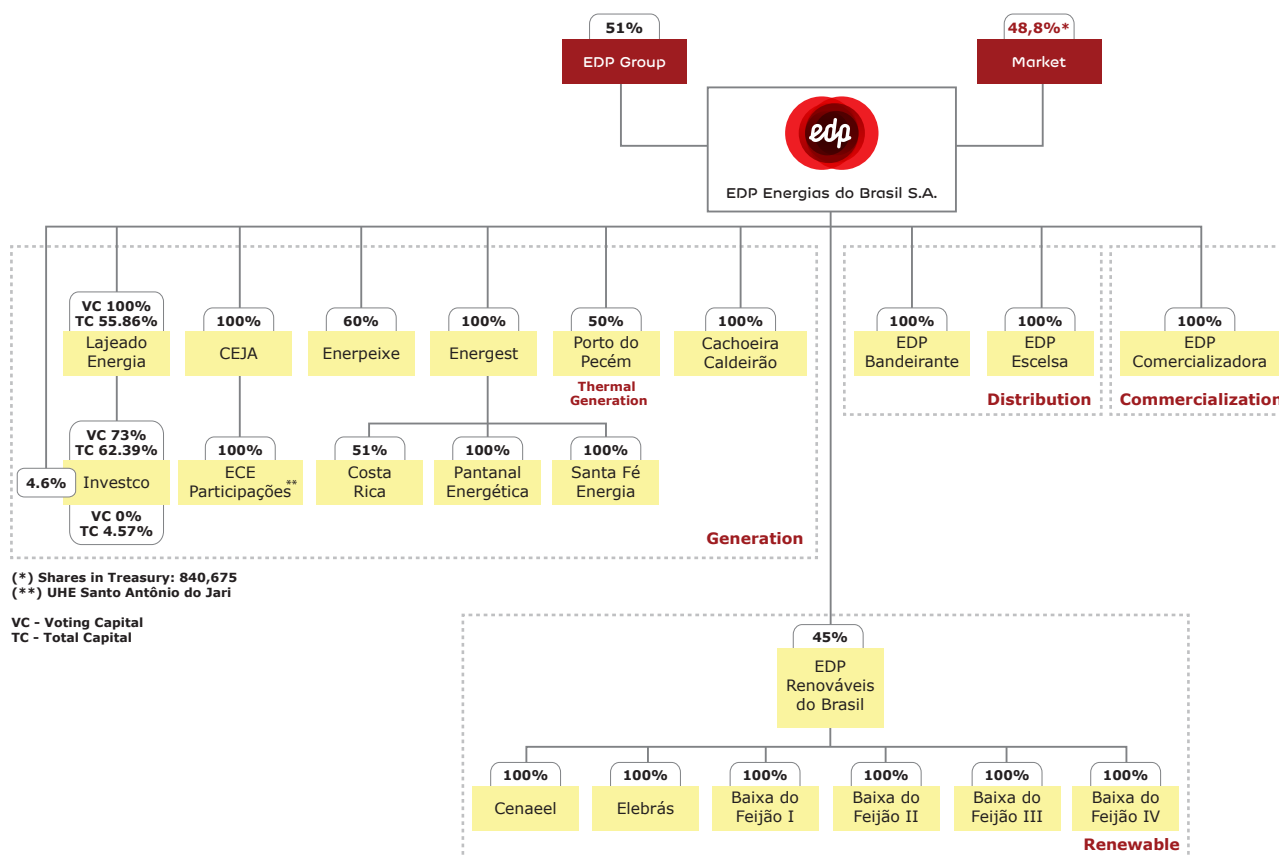 51%
EDP Group
48,8%*
Market
edp
EDP Energias do Brasil S.A.
VC 100%
TC 55.86%
Lajeado
Energia
100%
CEJA
60%
Enerpeixe
100%
Energest
50%
Porto do
Pecém
Thermal
Generation
100%
Cachoeira
Caldeirão
100%
EDP
Bandeirante
100%
EDP
Escelsa
Distribution
100%
EDP
Comercializadora
Commercialization
4.6%
VC 73%
TC 62.39%
Investco
VC 0%
TC 4.57%
100%
ECE
Participações**
51%
Costa
Rica
100%
Pantanal
Energética
100%
Santa Fé
Energia
Generation
(*) Shares in Treasury: 840,675
(**) UHE Santo Antônio do Jari
VC - Voting Capital
TC - Total Capital
45%
EDP
Renováveis
do Brasil
100%
Cenaeel
100%
Elebrás
100%
Baixa do
Feijão I
100%
Baixa do
Feijão II
100%
Baixa do
Feijão III
100%
Baixa do
Feijão IV
Renewable